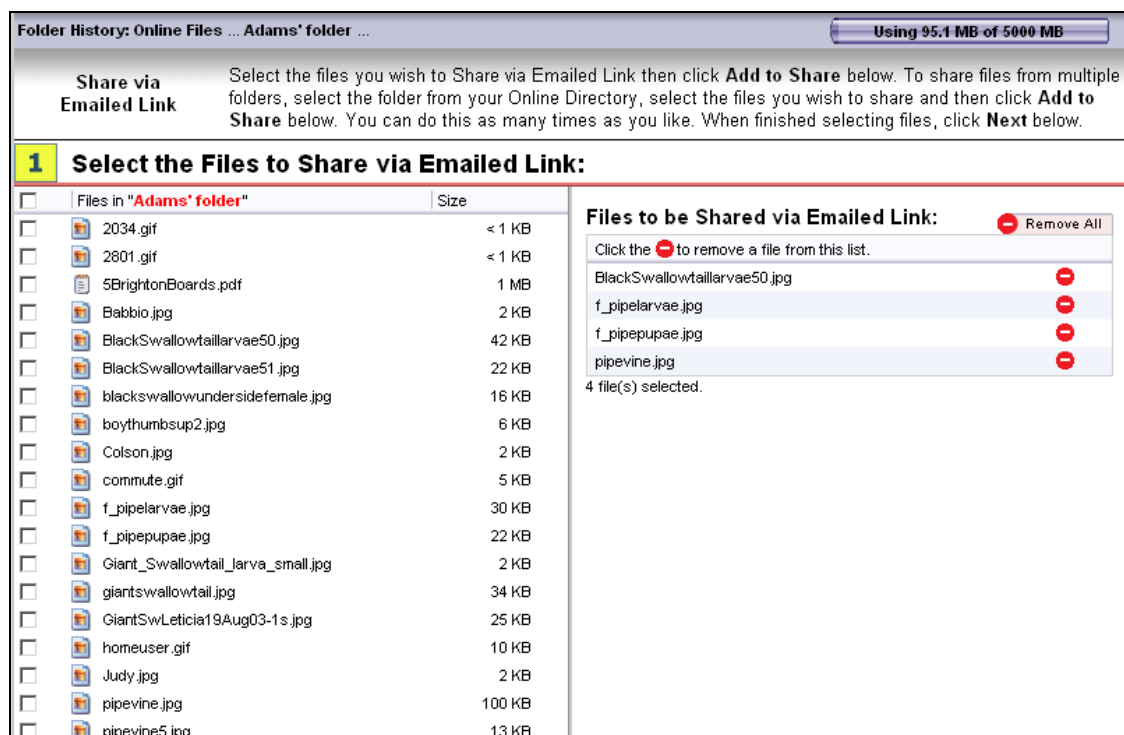 Folder History: Online Files ... Adams' folder ...
Using 95.1 MB of 5000 MB
Share via
Emailed Link
Select the files you wish to Share via Emailed Link then click Add to Share below. To share files from multiple
folders, select the folder from your Online Directory, select the files you wish to share and then click Add to
Share below. You can do this as many times as you like. When finished selecting files, click Next below.
1 Select the Files to Share via Emailed Link:
Files in "Adams' folder" Size
2034.gif < 1 KB
2801.gif < 1 KB
5BrightonBoards.pdf 1 MB
Babbio.jpg 2 KB
BlackSwallowtaillarvae50.jpg 42 KB
BlackSwallowtaillarvae51.jpg 22 KB
blackswallowundersidefemale.jpg 16 KB
boythumbsup2.jpg 6 KB
Colson.jpg 2 KB
commute.gif 5 KB
f_pipelarvae.jpg 30 KB
f_pipepupae.jpg 22 KB
Giant_Swallowtail_larva_small.jpg 2 KB
giantswallowtail.jpg 34 KB
GiantSwLeticia19Aug03-1s.jpg 25 KB
homeuser.gif 10 KB
Judy.jpg 2 KB
pipevine.jpg 100 KB
pipevine5.jpg 13 KB
Files to be Shared via Emailed Link:
Remove All
Click the to remove a file from this list.
BlackSwallowtaillarvae50.jpg
f_pipelarvae.jpg
f_pipepupae.jpg
pipevine.jpg
4 file(s) selected.